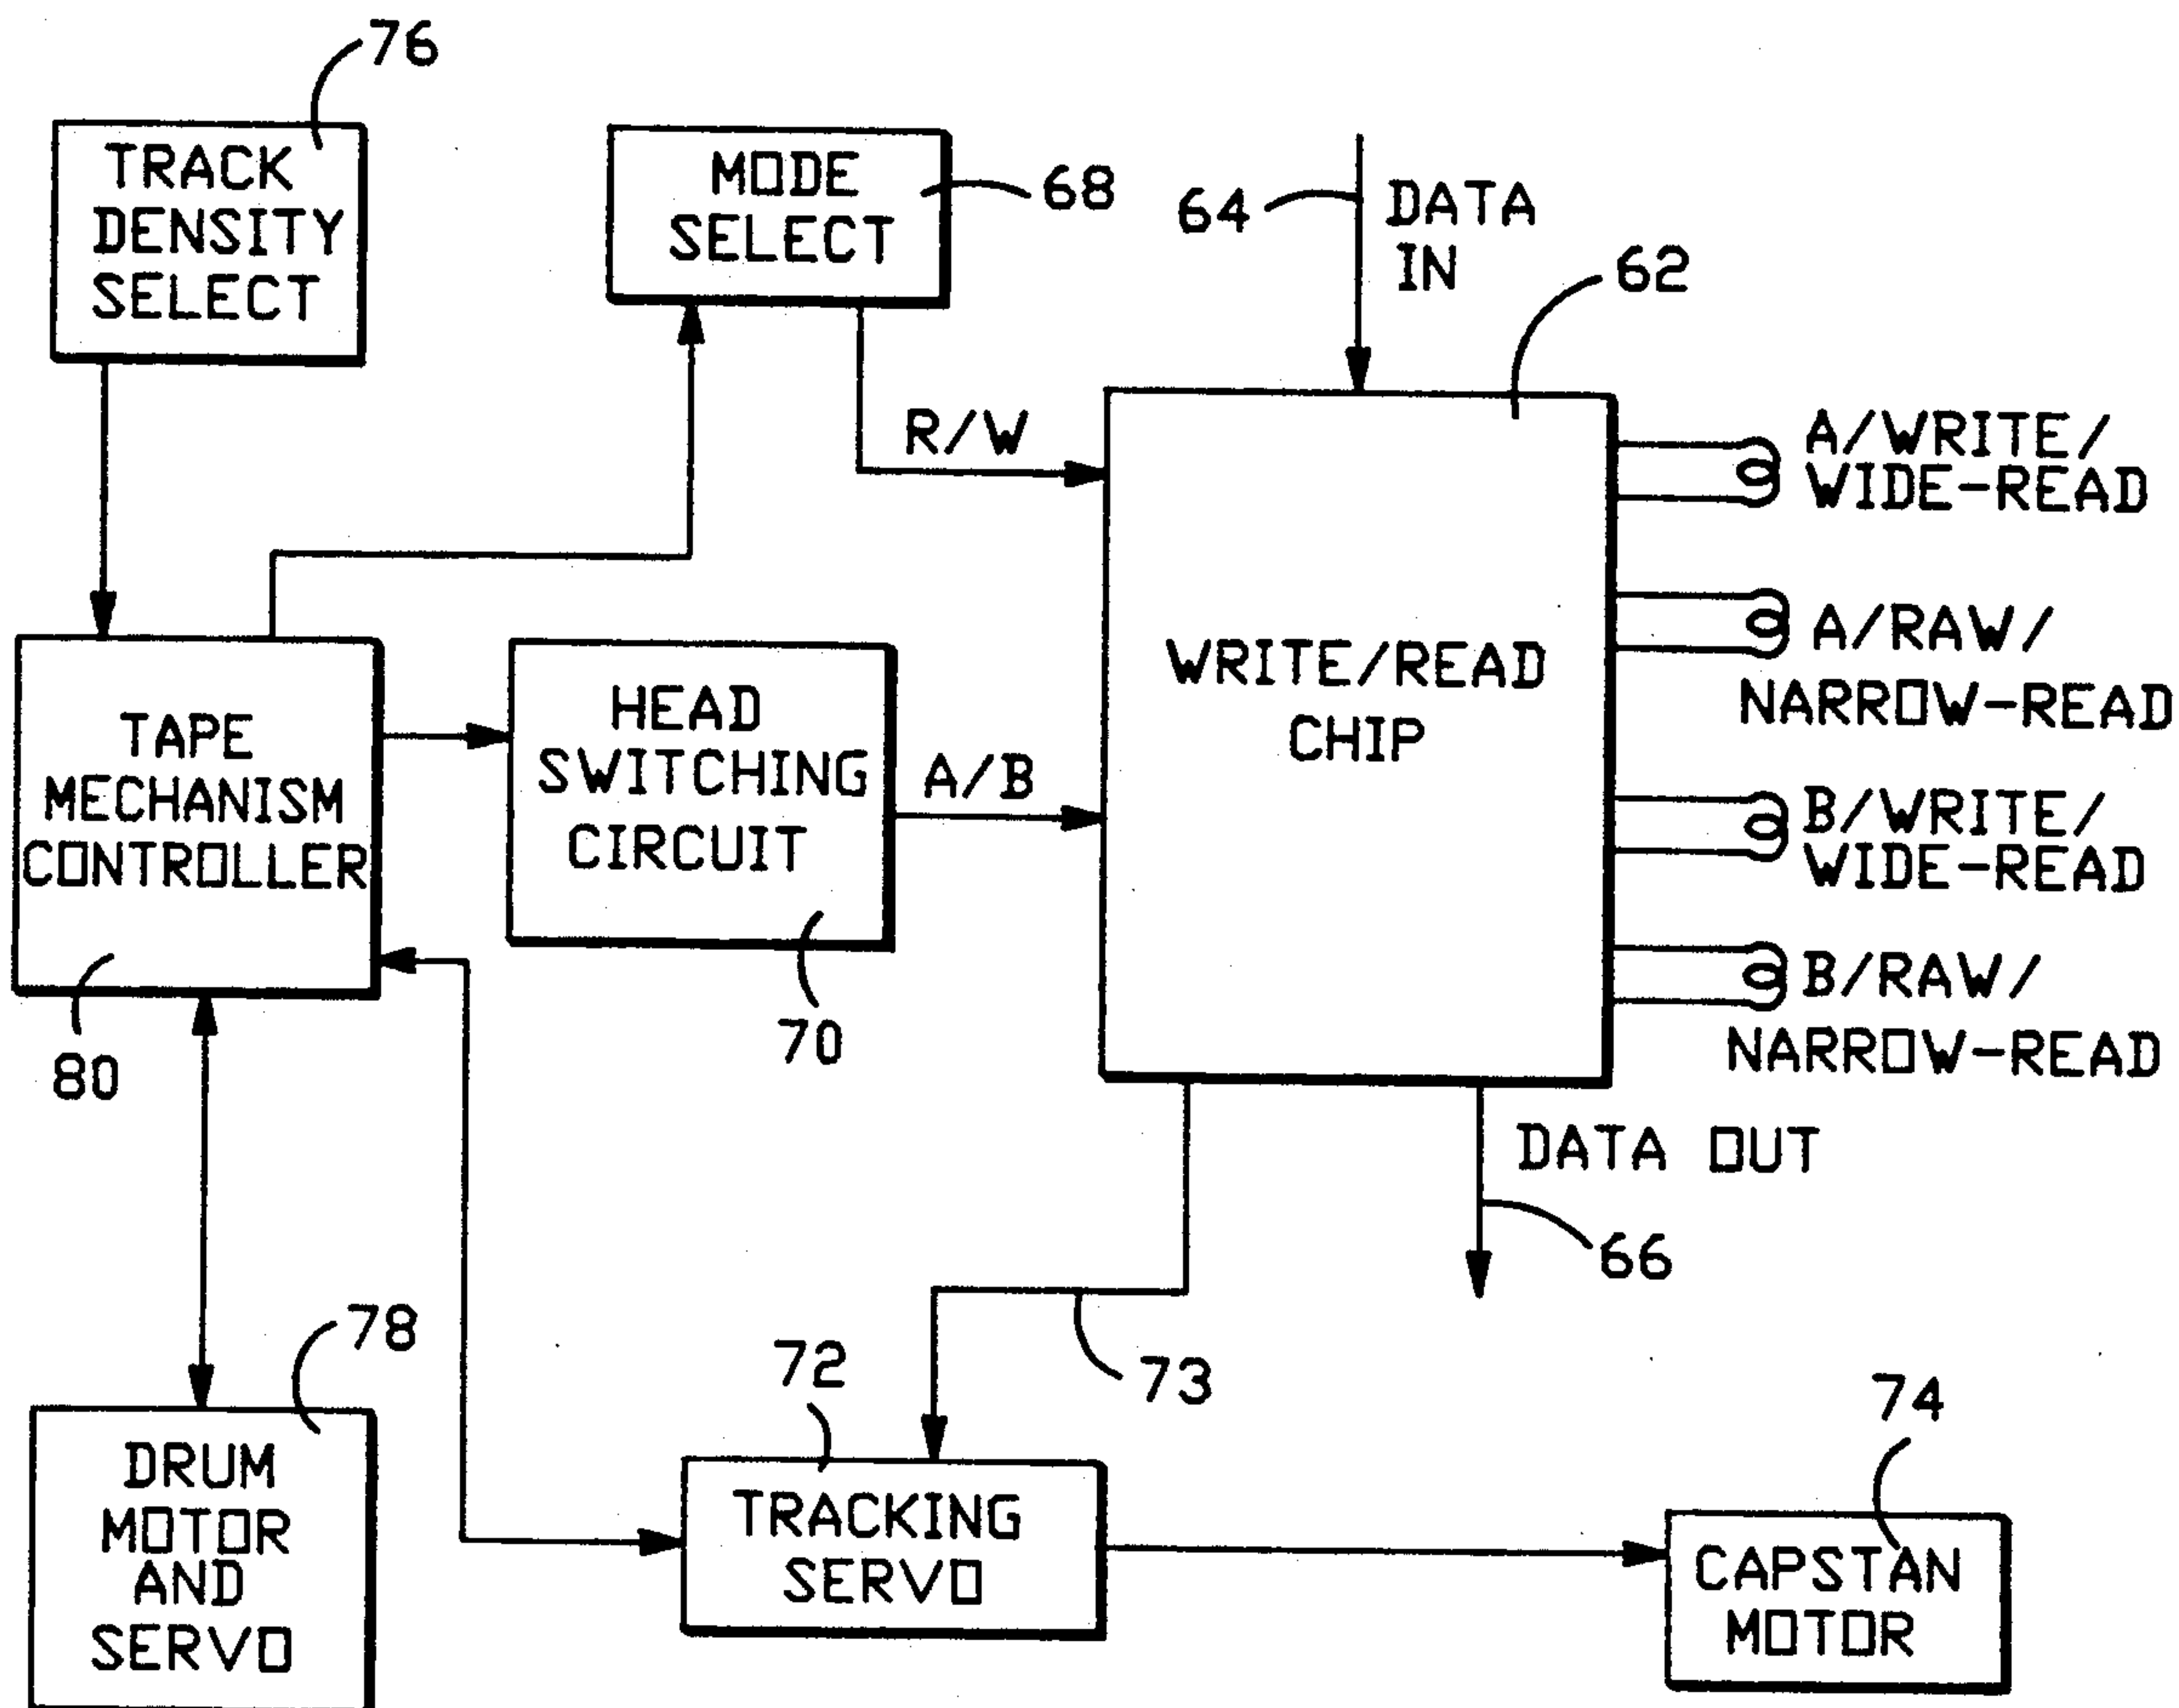 76
TRACK
DENSITY
SELECT
MODE
SELECT
68
64
DATA
IN
62
R/W
A/WRITE/
WIDE-READ
A/RAW/
NARROW-READ
WRITE/READ
CHIP
HEAD
SWITCHING
CIRCUIT
70
A/B
TAPE
MECHANISM
CONTROLLER
80
B/WRITE/
WIDE-READ
B/RAW/
NARROW-READ
DATA OUT
66
73
78
DRUM
MOTOR
AND
SERVO
72
TRACKING
SERVO
74
CAPSTAN
MOTOR